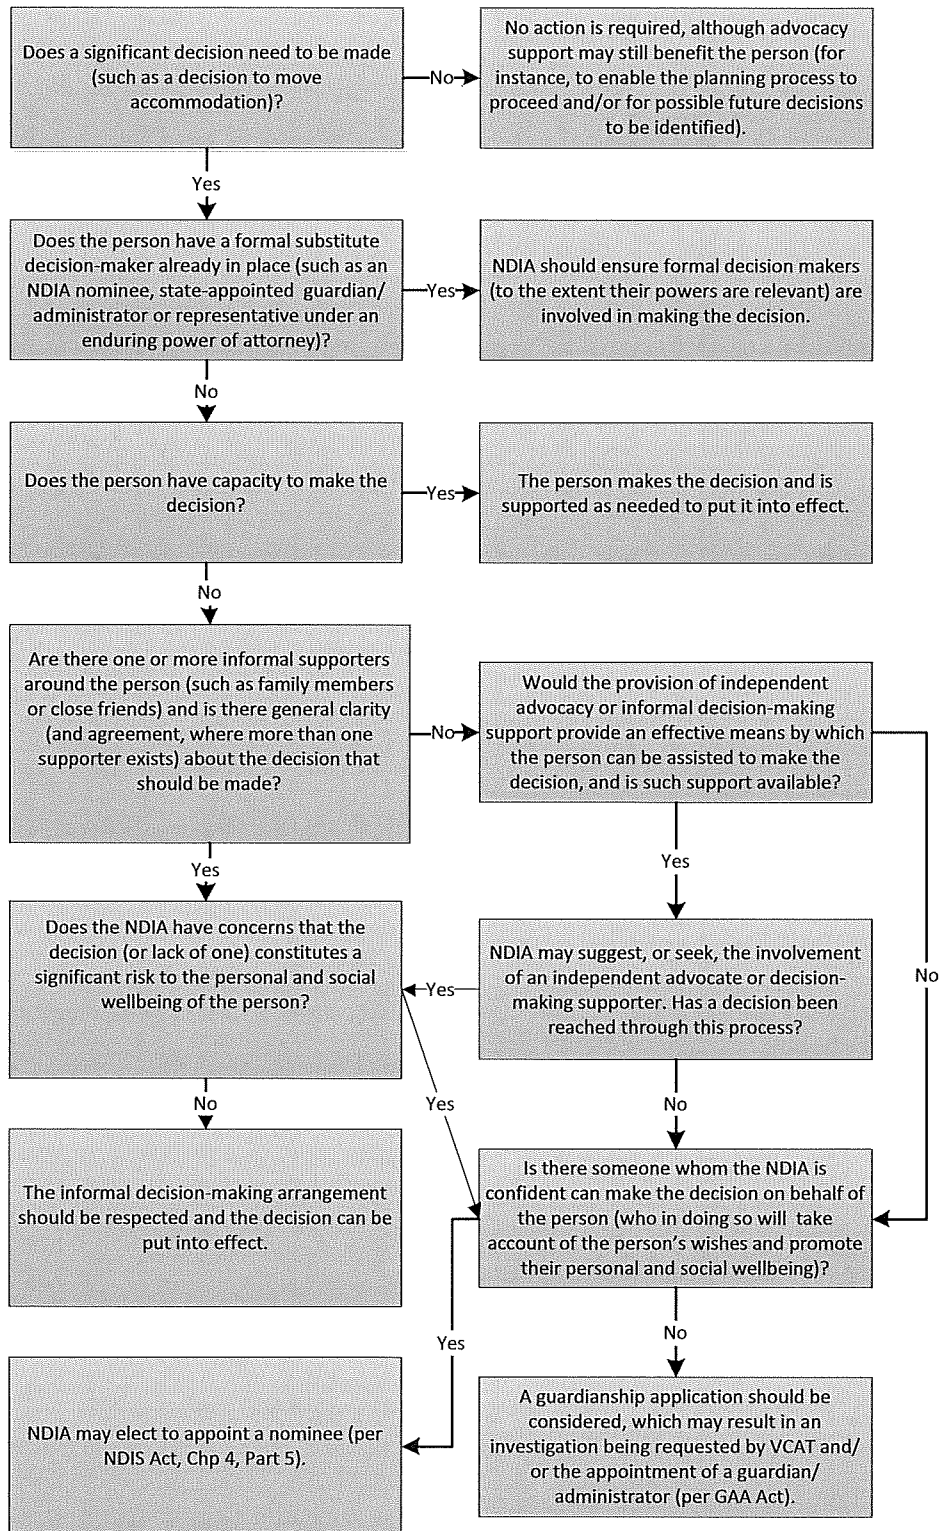 Does a significant decision need to be made
(such as a decision to move
accommodation)?
No
No action is required, although advocacy
support may still benefit the person (for
instance, to enable the planning process to
proceed and/or for possible future decisions
to be identified).
Yes
Does the person have a formal substitute
decision-maker already in place (such as an
NDIA nominee, state-appointed guardian/
administrator or representative under an
enduring power of attorney)?
Yes
NDIA should ensure formal decision makers
(to the extent their powers are relevant) are
involved in making the decision.
No
Does the person have capacity to make the
decision?
Yes
The person makes the decision and is
supported as needed to put it into effect.
No
Are there one or more informal supporters
around the person (such as family members
or close friends) and is there general clarity
(and agreement, where more than one
supporter exists) about the decision that
should be made?
No
Would the provision of independent
advocacy or informal decision-making
support provide an effective means by which
the person can be assisted to make the
decision, and is such support available?
Yes
Yes
No
Does the NDIA have concerns that the
decision (or lack of one) constitutes a
significant risk to the personal and social
wellbeing of the person?
Yes
NDIA may suggest, or seek, the involvement
of an independent advocate or decision-
making supporter. Has a decision been
reached through this process?
No
Yes
No
The informal decision-making arrangement
should be respected and the decision can be
put into effect.
Is there someone whom the NDIA is
confident can make the decision on behalf of
the person (who in doing so will take
account of the person's wishes and promote
their personal and social wellbeing)?
Yes
No
NDIA may elect to appoint a nominee (per
NDIS Act, Chp 4, Part 5).
A guardianship application should be
considered, which may result in an
investigation being requested by VCAT and/
or the appointment of a guardian/
administrator (per GAA Act).